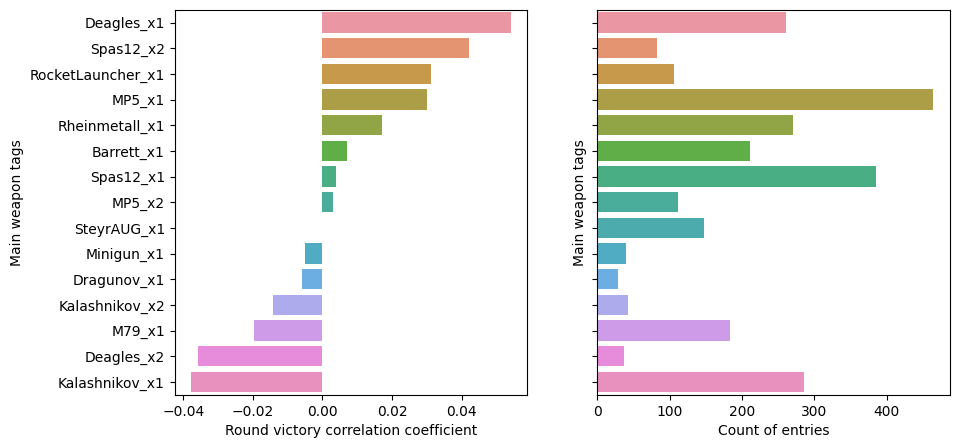 Main weapon tags
Deagles_x1
Spas12_x2
RocketLauncher_x1
MP5_x1
Rheinmetall_x1
Barrett_x1
Spas12_x1
MP5_x2
SteyrAUG_x1
Minigun_x1
Dragunov_x1
Kalashnikov_x2
M79_x1
Deagles_x2
Kalashnikov_x1
−0.04 −0.02 0.00 0.02 0.04
Round victory correlation coefficient
Main weapon tags
0 100 200 300 400
Count of entries